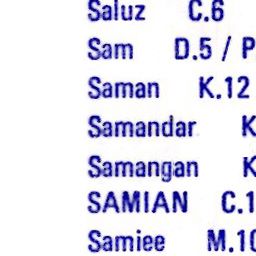 Saluz C.6
Sam D.5 / P
Saman K.12
Samandar K
Samangan K
SAMIAN C.1
Samiee M.10